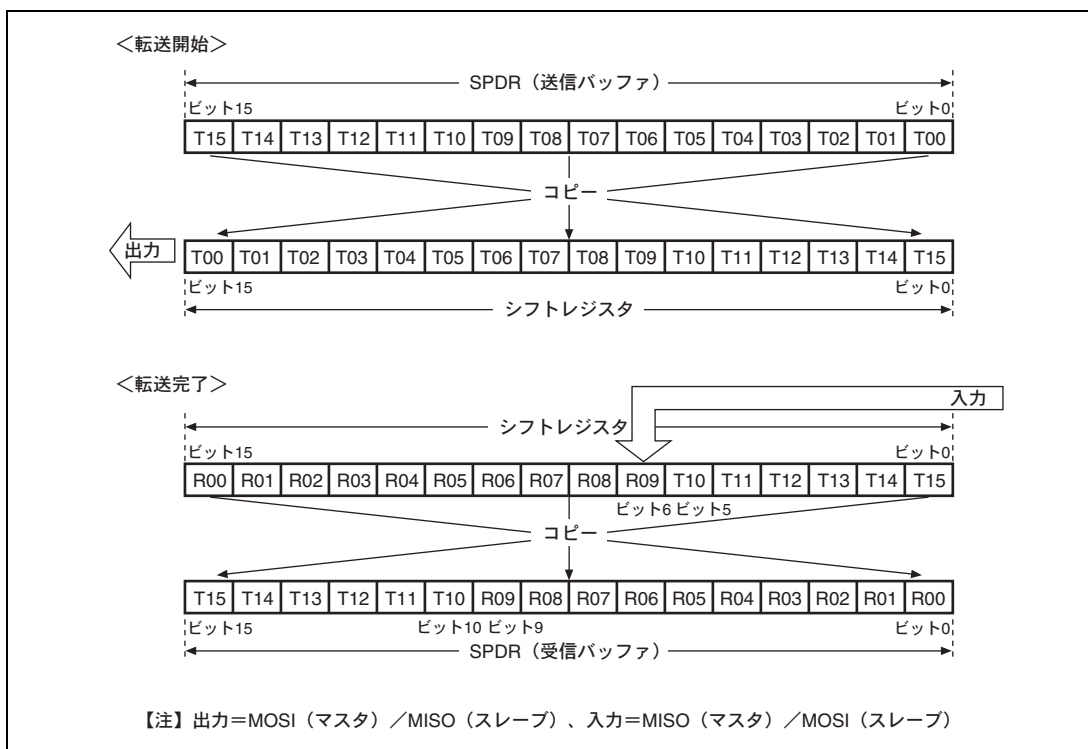 ＜転送開始＞
SPDR（送信バッファ）
ビット15 ビット0
T15 T14 T13 T12 T11 T10 T09 T08 T07 T06 T05 T04 T03 T02 T01 T00
コピー
出力
T00 T01 T02 T03 T04 T05 T06 T07 T08 T09 T10 T11 T12 T13 T14 T15
ビット15 ビット0
シフトレジスタ
＜転送完了＞
入力
シフトレジスタ
ビット15 ビット0
R00 R01 R02 R03 R04 R05 R06 R07 R08 R09 T10 T11 T12 T13 T14 T15
ビット6 ビット5
コピー
T15 T14 T13 T12 T11 T10 R09 R08 R07 R06 R05 R04 R03 R02 R01 R00
ビット15 ビット10 ビット9 ビット0
SPDR（受信バッファ）
【注】出力＝MOSI（マスタ）／MISO（スレーブ）、入力＝MISO（マスタ）／MOSI（スレーブ）